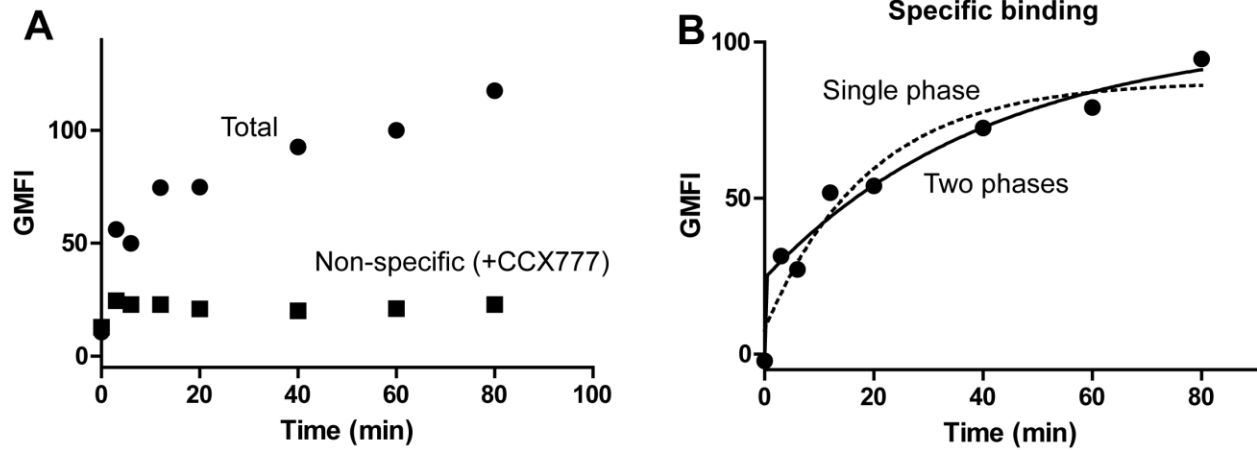 A
GMFI
100
50
0
Total
Non-specific (+CCX777)
0 20 40 60 80 100
Time (min)
B
Specific binding
GMFI
100
50
0
Single phase
Two phases
0 20 40 60 80
Time (min)